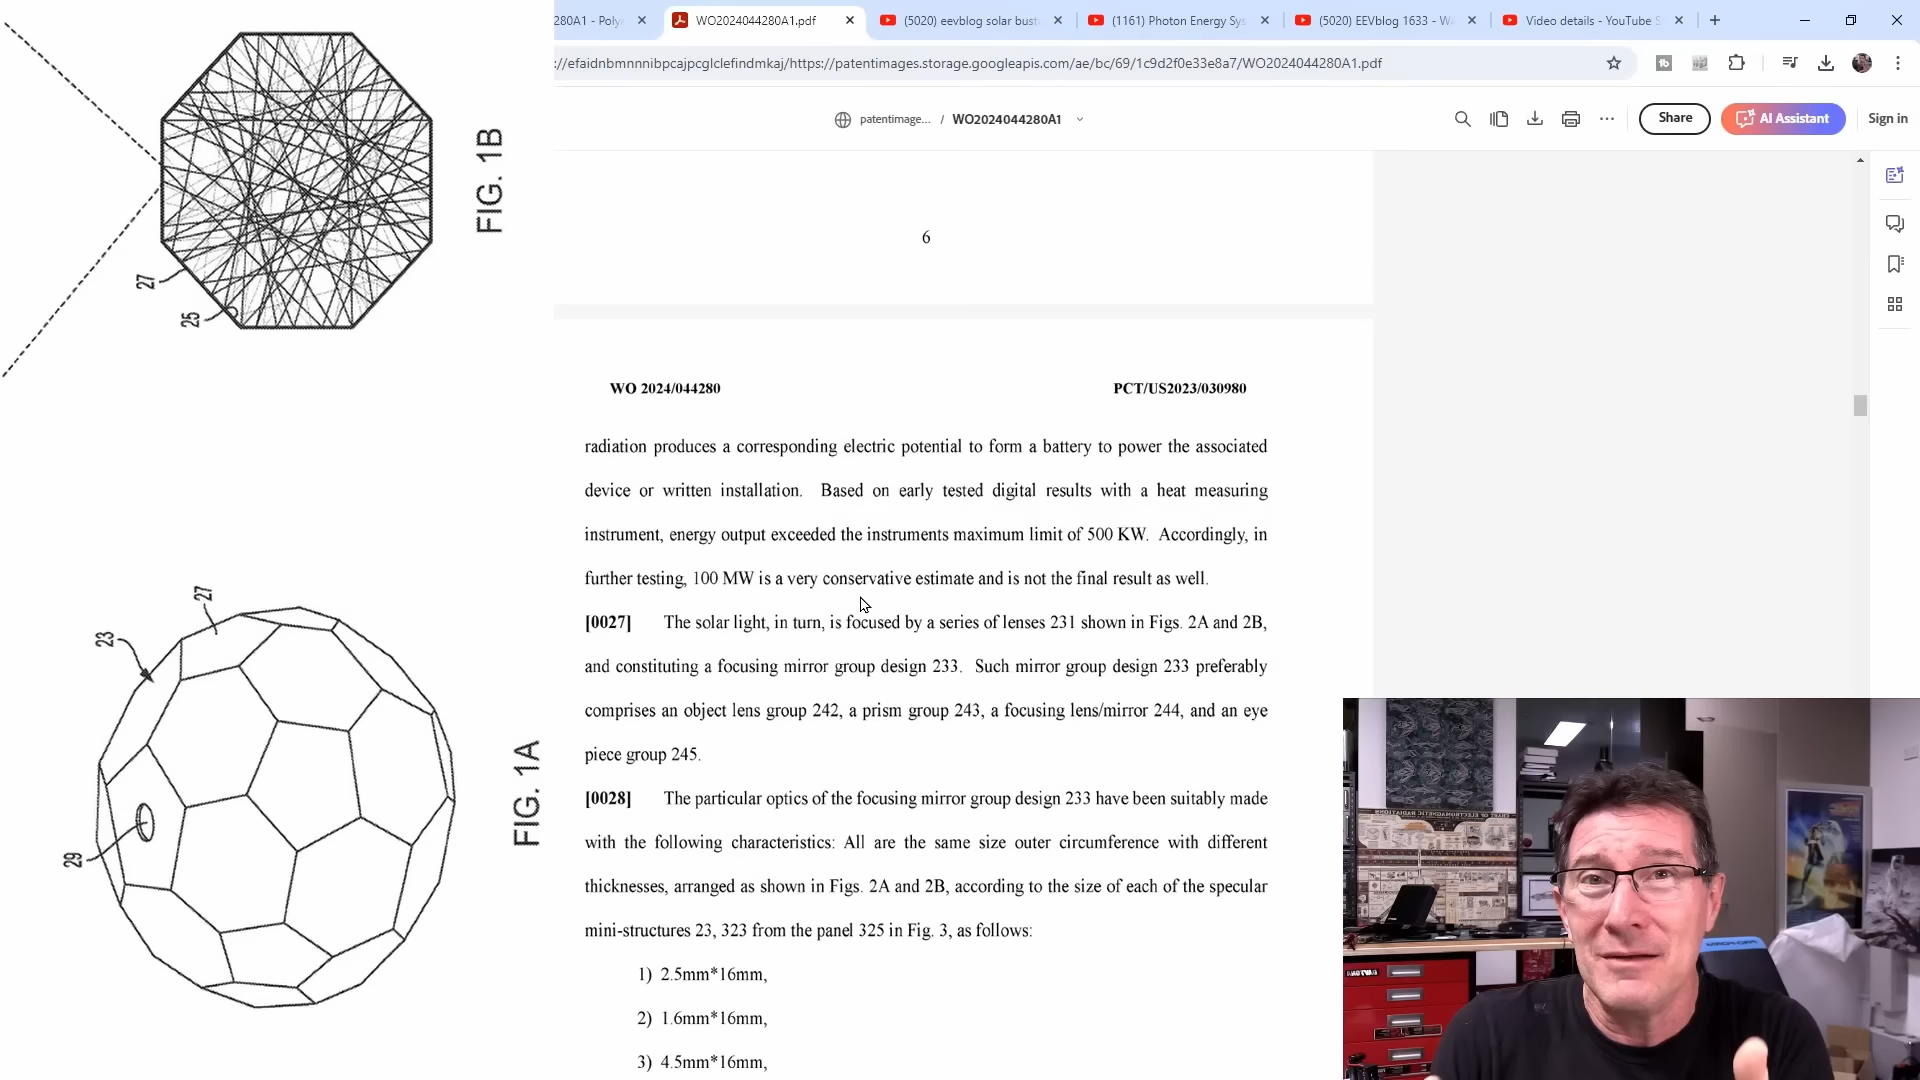 280A1 - Poly
WO2024044280A1.pdf
(5020) eevblog solar bust
(1161) Photon Energy Sys
(5020) EEVblog 1633 - W
Video details - YouTube S
://efaidnbmnnnibpcajpcglclefindmkaj/https://patentimages.storage.googleapis.com/ae/bc/69/1c9d2f0e33e8a7/WO2024044280A1.pdf
patentimage... / WO2024044280A1
Share
AI Assistant
Sign in
FIG. 1B
27
25
FIG. 1A
27
23
29
6
WO 2024/044280
PCT/US2023/030980
radiation produces a corresponding electric potential to form a battery to power the associated
device or written installation. Based on early tested digital results with a heat measuring
instrument, energy output exceeded the instruments maximum limit of 500 KW. Accordingly, in
further testing, 100 MW is a very conservative estimate and is not the final result as well.
[0027] The solar light, in turn, is focused by a series of lenses 231 shown in Figs. 2A and 2B,
and constituting a focusing mirror group design 233. Such mirror group design 233 preferably
comprises an object lens group 242, a prism group 243, a focusing lens/mirror 244, and an eye
piece group 245.
[0028] The particular optics of the focusing mirror group design 233 have been suitably made
with the following characteristics: All are the same size outer circumference with different
thicknesses, arranged as shown in Figs. 2A and 2B, according to the size of each of the specular
mini-structures 23, 323 from the panel 325 in Fig. 3, as follows:
1) 2.5mm*16mm,
2) 1.6mm*16mm,
3) 4.5mm*16mm,